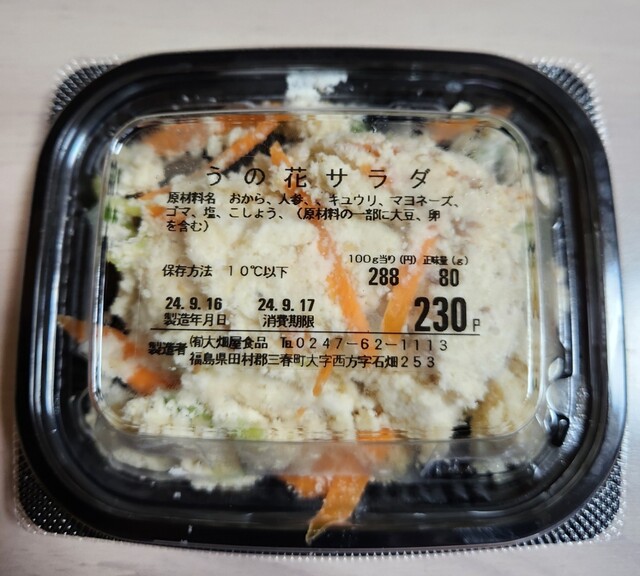 うの花サラダ
原材料名　おから、人参、、キュウリ、マヨネーズ、
ゴマ、塩、こしょう、（原材料の一部に大豆、卵
を含む）
100g当り（円）　正味量（g）
保存方法　１０℃以下　288　80
24.9.16　24.9.17
製造年月日　消費期限　230P
製造者　㈲大畑屋食品　℡０２４７－６２－１１１３
福島県田村郡三春町大字西方字石畑２５３